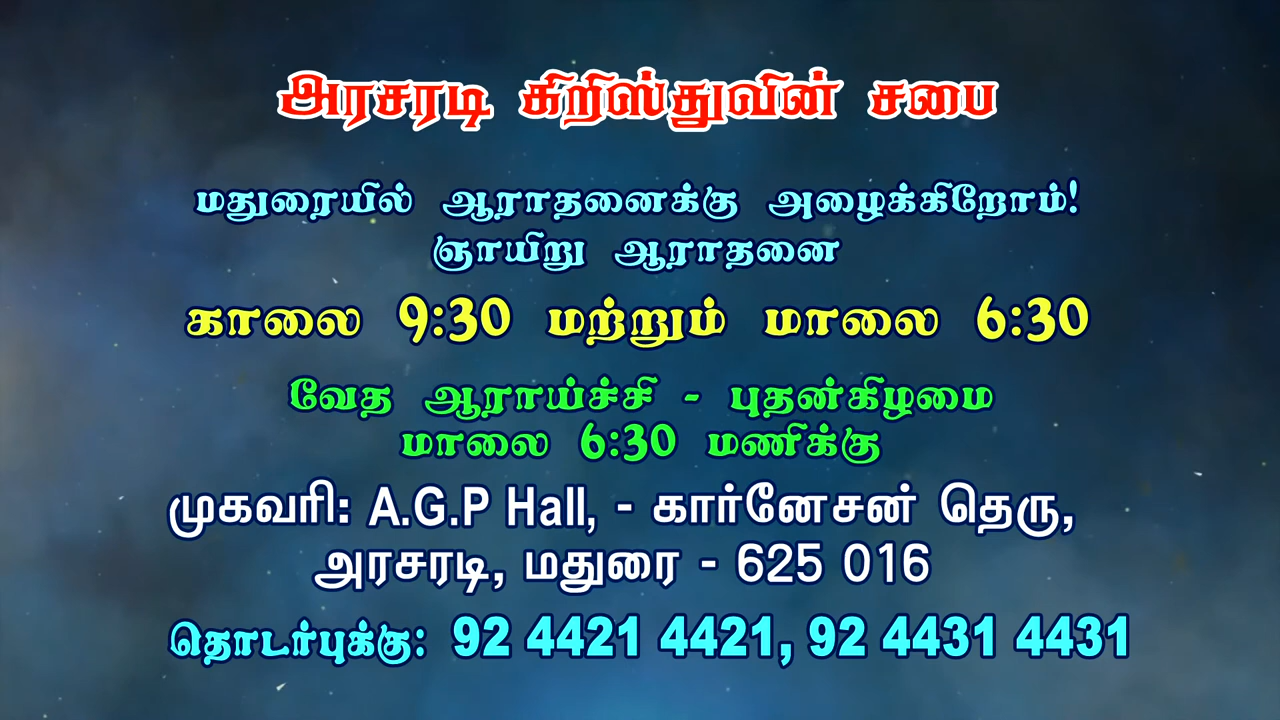 அரசரடி கிறிஸ்துவின் சபை
மதுரையில் ஆராதனைக்கு அழைக்கிறோம்!
ஞாயிறு ஆராதனை
காலை 9:30 மற்றும் மாலை 6:30
வேத ஆராய்ச்சி - புதன்கிழமை
மாலை 6:30 மணிக்கு
முகவரி: A.G.P Hall, - கார்னேசன் தெரு,
அரசரடி, மதுரை - 625 016
தொடர்புக்கு: 92 4421 4421, 92 4431 4431